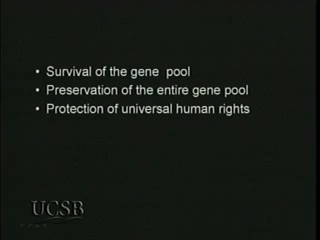 • Survival of the gene pool
• Preservation of the entire gene pool
• Protection of universal human rights
UCSB